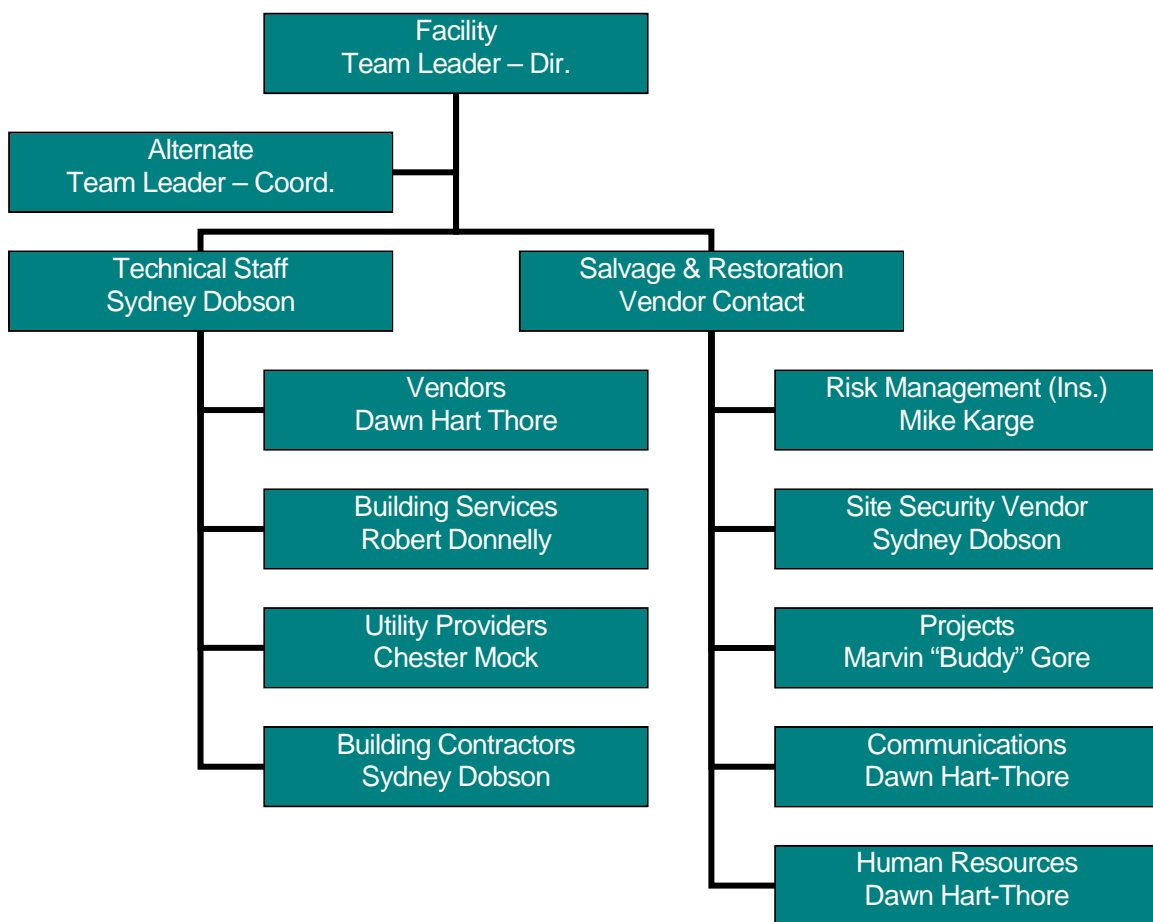 Facility
Team Leader – Dir.
Alternate
Team Leader – Coord.
Technical Staff
Sydney Dobson
Salvage & Restoration
Vendor Contact
Vendors
Dawn Hart Thore
Risk Management (Ins.)
Mike Karge
Building Services
Robert Donnelly
Site Security Vendor
Sydney Dobson
Utility Providers
Chester Mock
Projects
Marvin “Buddy” Gore
Building Contractors
Sydney Dobson
Communications
Dawn Hart-Thore
Human Resources
Dawn Hart-Thore